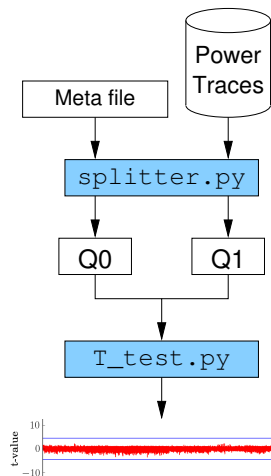 Power
Traces
Meta file
splitter.py
Q0
Q1
T_test.py
t-value
10
0
−10